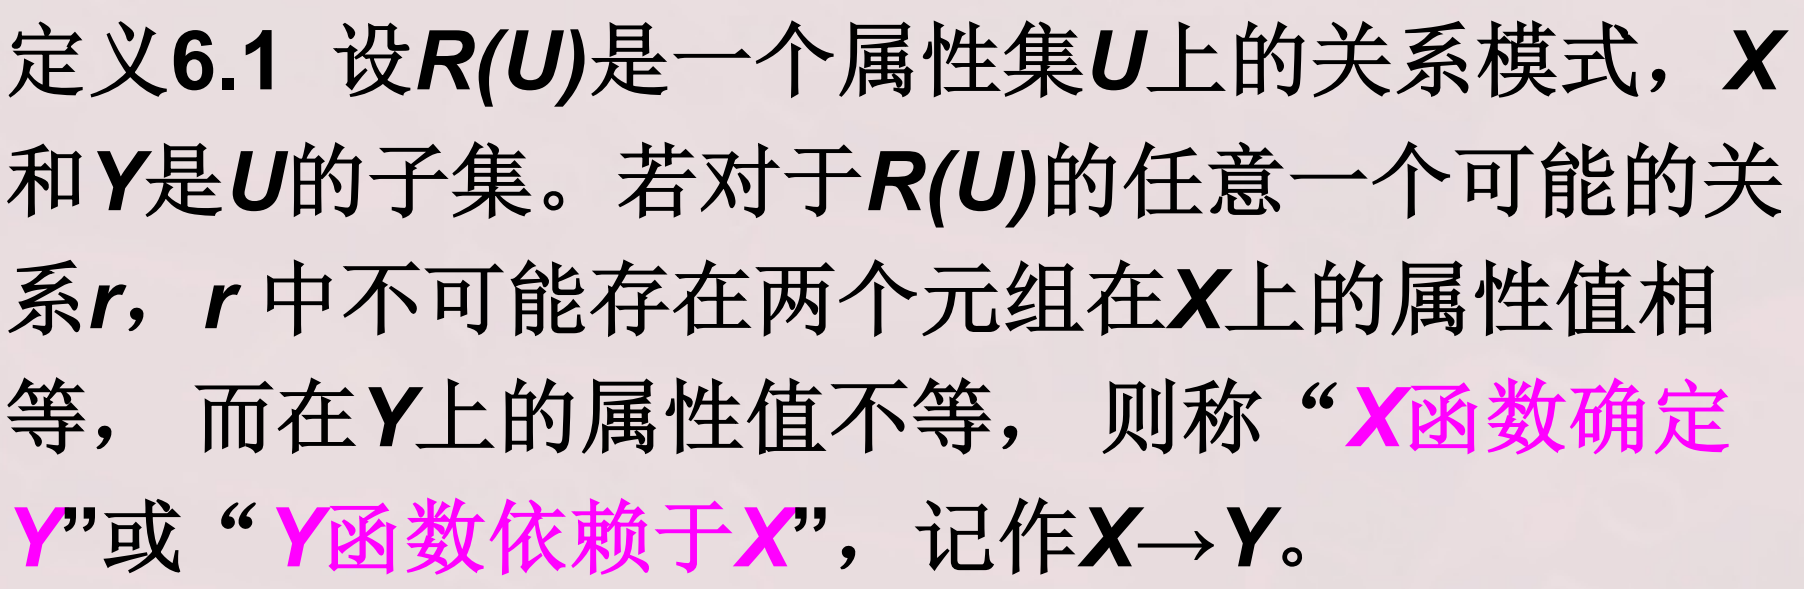 定义6.1 设R(U)是一个属性集U上的关系模式，X
和Y是U的子集。若对于R(U)的任意一个可能的关
系r，r 中不可能存在两个元组在X上的属性值相
等， 而在Y上的属性值不等， 则称“X函数确定
Y”或“Y函数依赖于X”，记作X→Y。